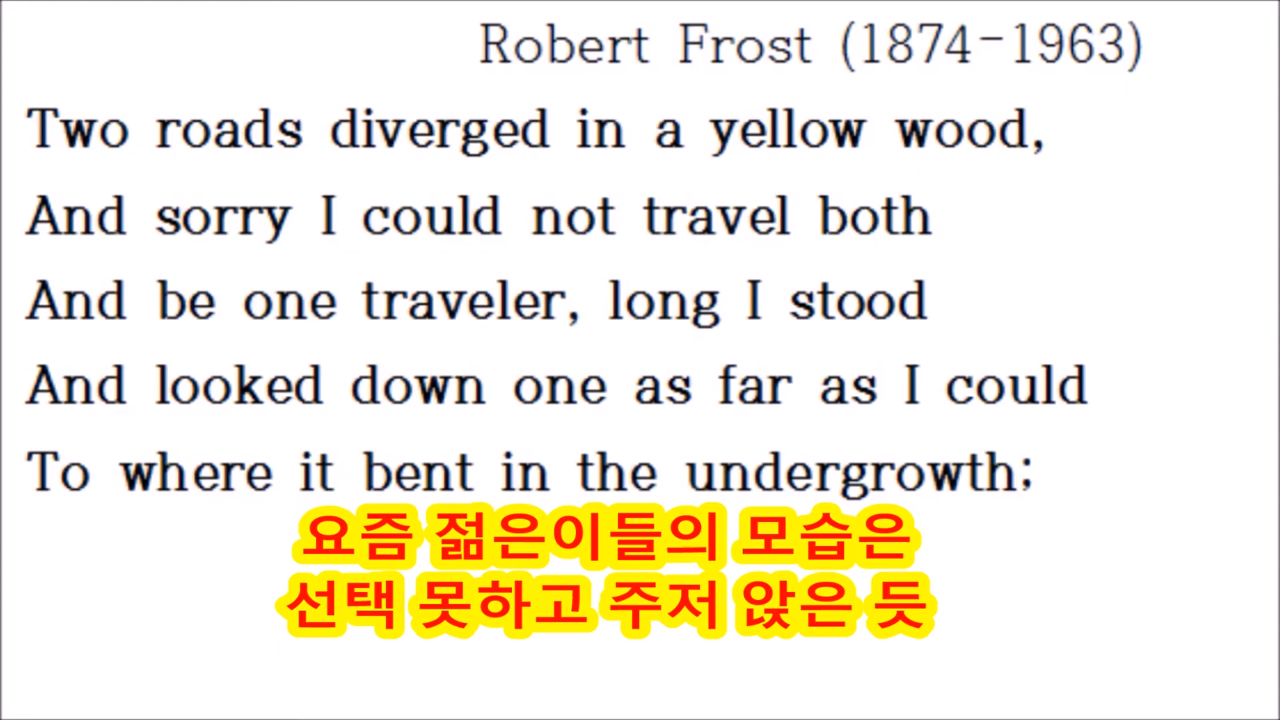 Robert Frost (1874-1963)
Two roads diverged in a yellow wood,
And sorry I could not travel both
And be one traveler, long I stood
And looked down one as far as I could
To where it bent in the undergrowth;
요즘 젊은이들의 모습은
선택 못하고 주저 앉은 듯